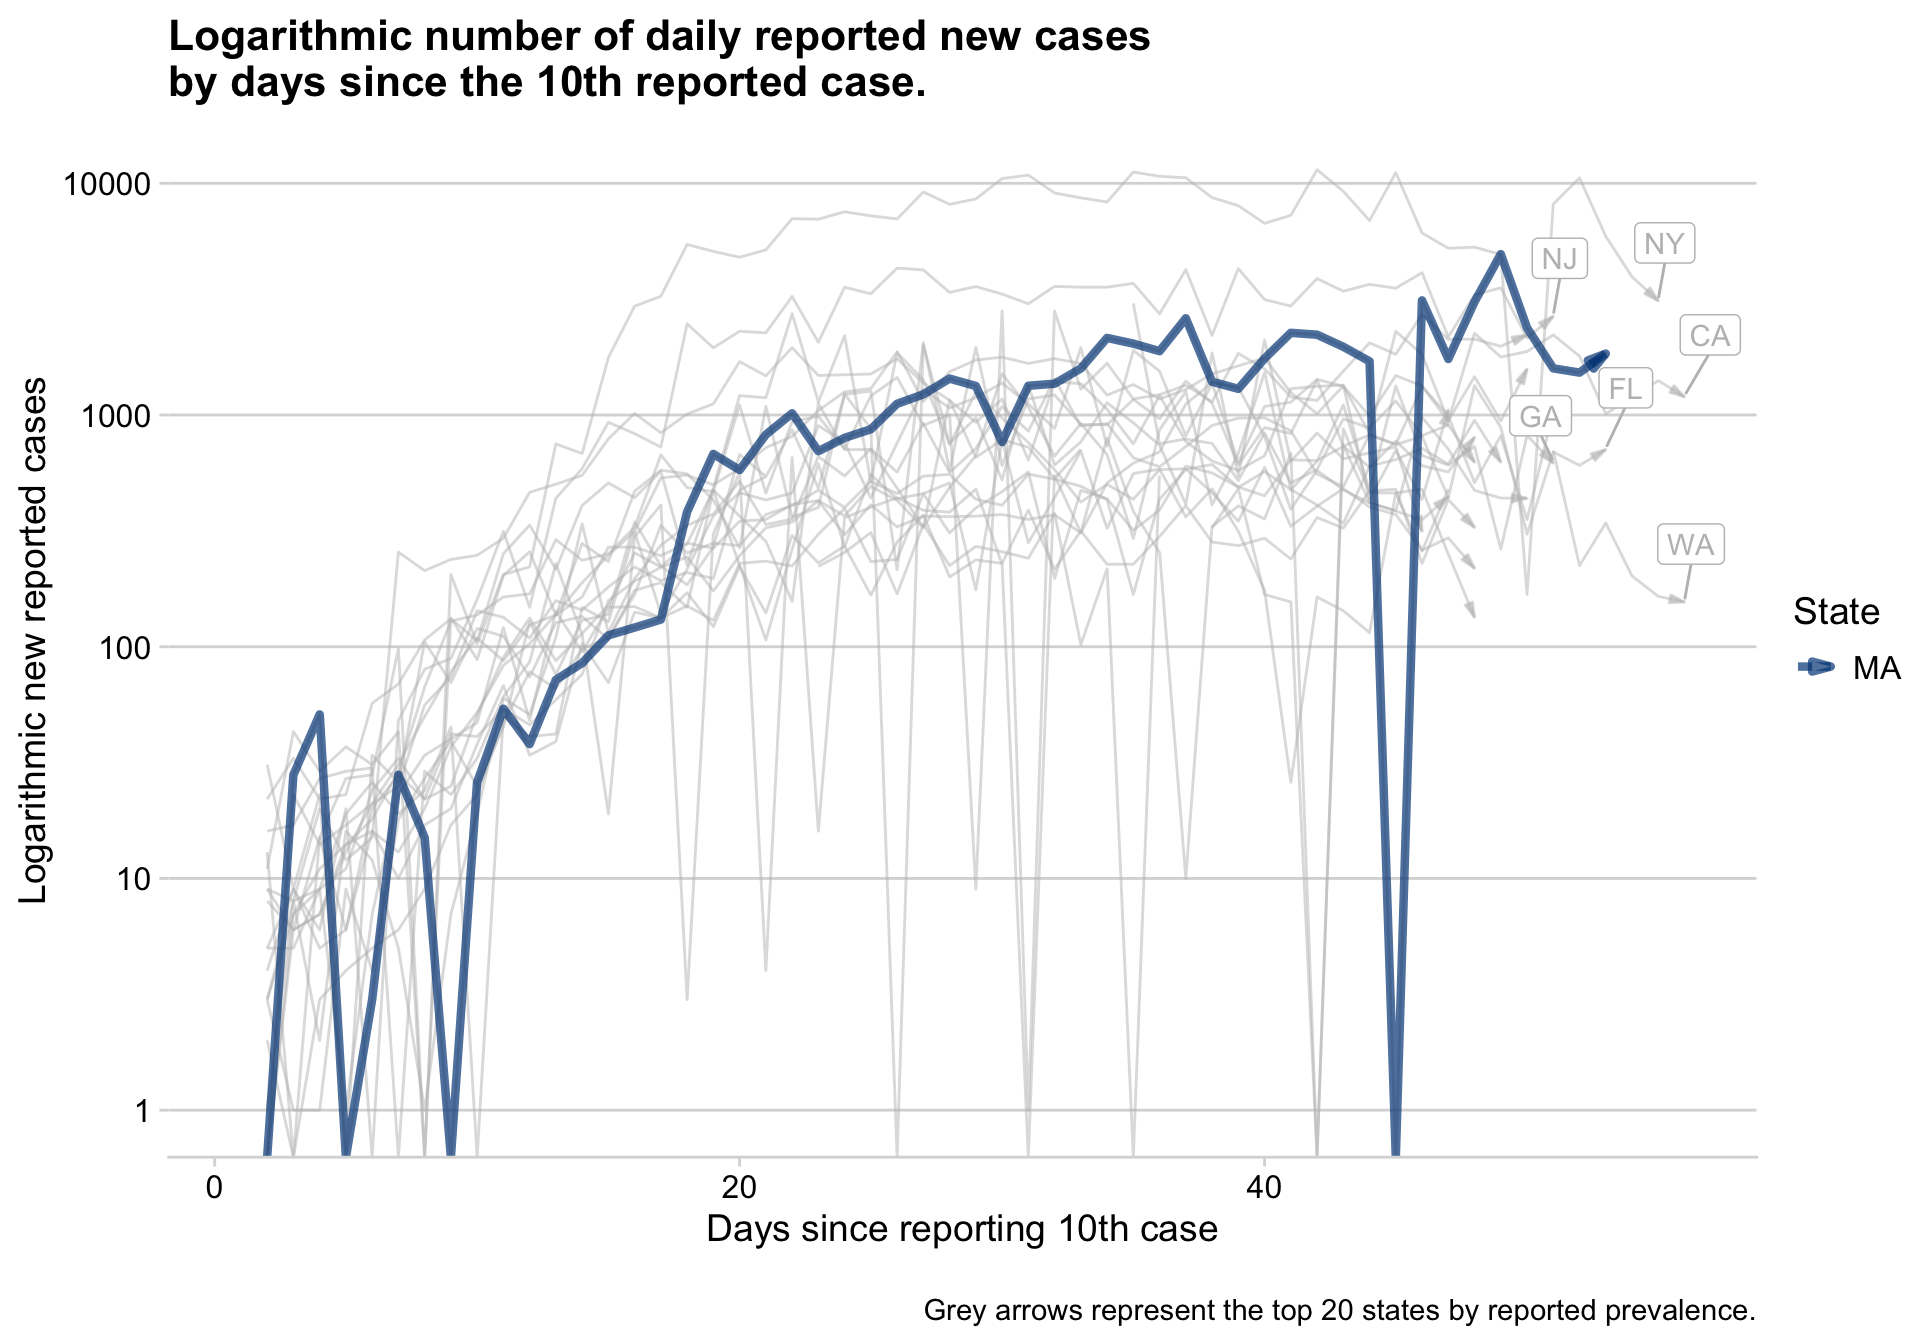 Logarithmic number of daily reported new cases
by days since the 10th reported case.
10000
1000
100
10
1
Logarithmic new reported cases
NJ
NY
CA
FL
GA
WA
State
MA
0
20
40
Days since reporting 10th case
Grey arrows represent the top 20 states by reported prevalence.